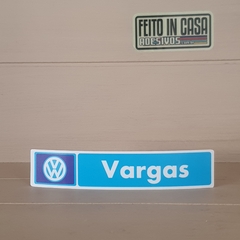 FEITO IN CASA
ADESIVOS
VW
Vargas